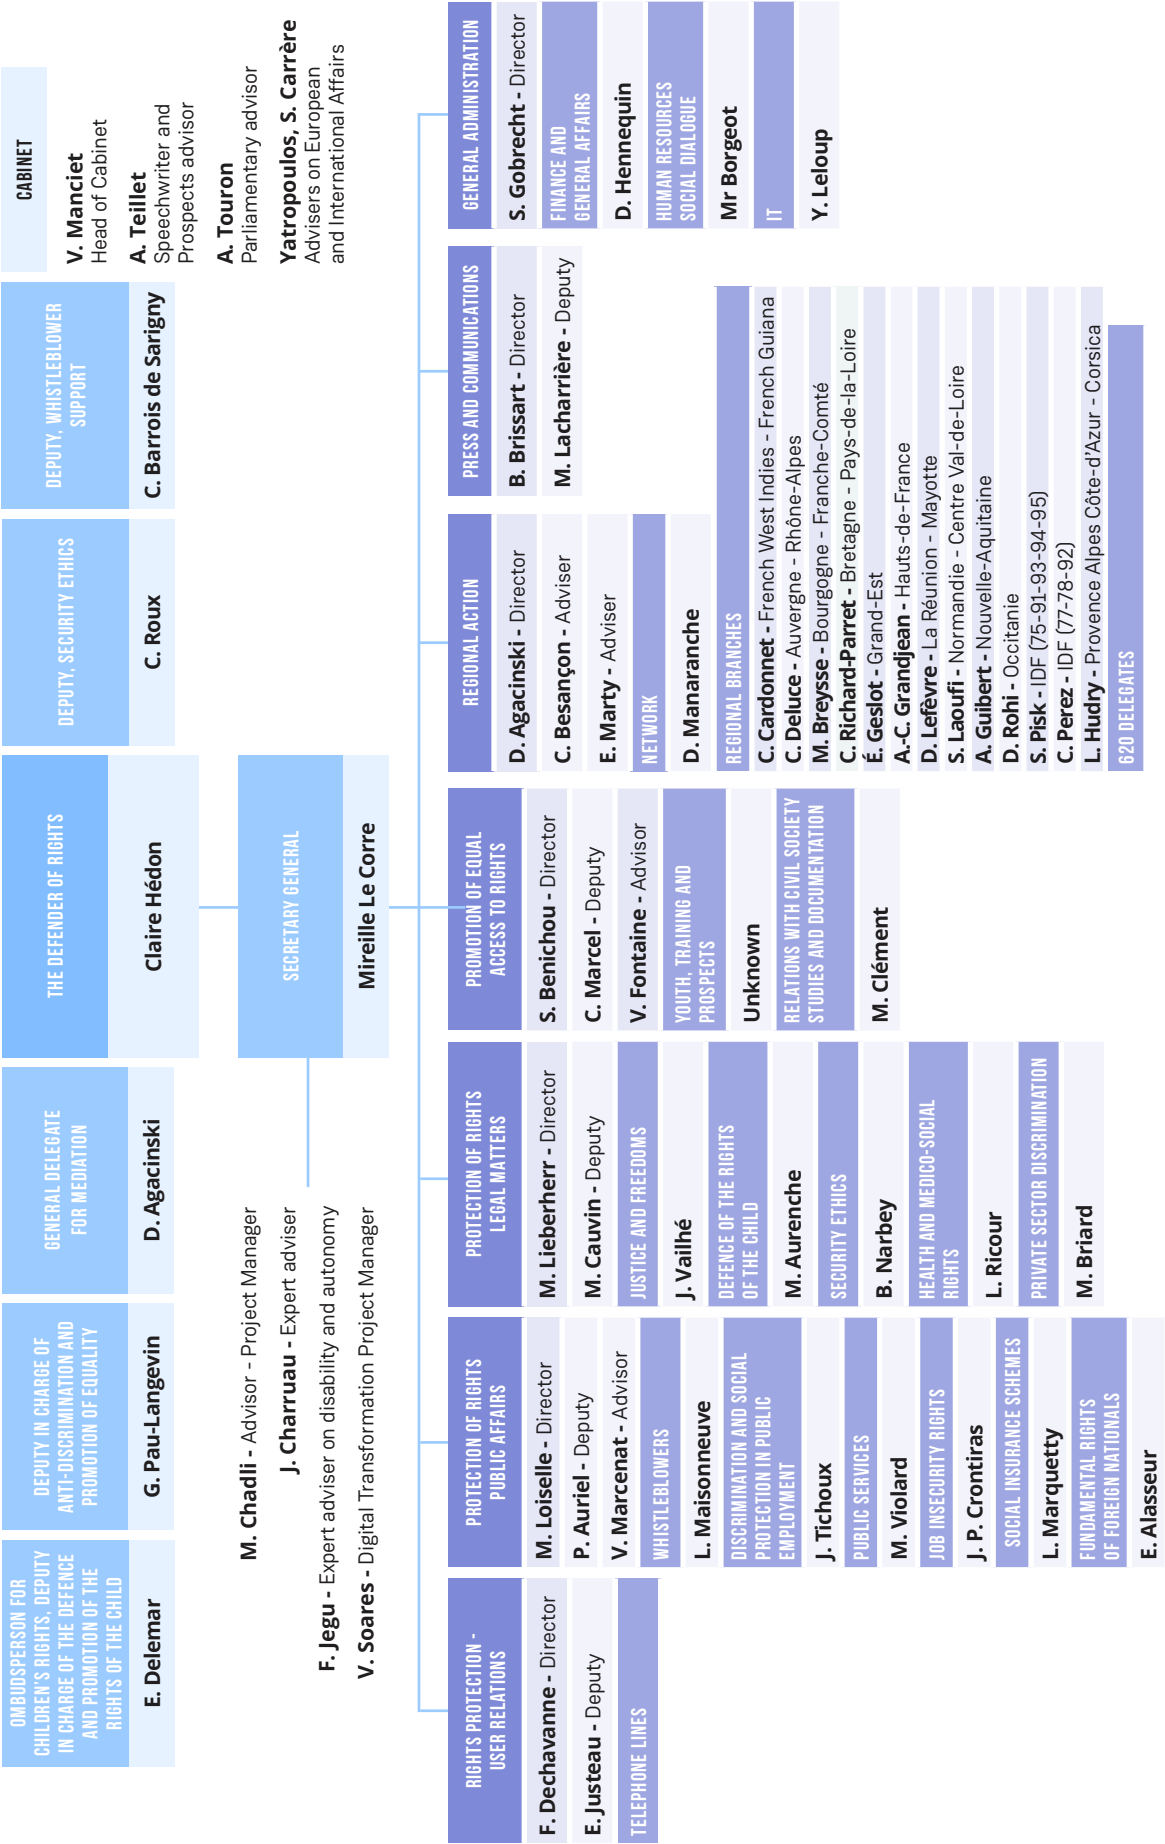 OMBUDSPERSON FOR
CHILDREN'S RIGHTS, DEPUTY
IN CHARGE OF THE DEFENCE
AND PROMOTION OF THE
RIGHTS OF THE CHILD
E. Delemar
DEPUTY IN CHARGE OF
ANTI-DISCRIMINATION AND
PROMOTION OF EQUALITY
G. Pau-Langevin
GENERAL DELEGATE
FOR MEDIATION
D. Agacinski
THE DEFENDER OF RIGHTS
Claire Hédon
DEPUTY, SECURITY ETHICS
C. Roux
DEPUTY, WHISTLEBLOWER
SUPPORT
C. Barrois de Sarigny
CABINET
V. Manciet
Head of Cabinet
A. Teillet
Speechwriter and
Prospects advisor
A. Touron
Parliamentary advisor
Yatropoulos, S. Carrère
Advisers on European
and International Affairs
SECRETARY GENERAL
Mireille Le Corre
M. Chadli - Advisor - Project Manager
J. Charruau - Expert adviser
F. Jegu - Expert adviser on disability and autonomy
V. Soares - Digital Transformation Project Manager
RIGHTS PROTECTION -
USER RELATIONS
F. Dechavanne - Director
E. Justeau - Deputy
TELEPHONE LINES
PROTECTION OF RIGHTS
PUBLIC AFFAIRS
M. Loiselle - Director
P. Auriel - Deputy
V. Marcenat - Advisor
WHISTLEBLOWERS
L. Maisonneuve
DISCRIMINATION AND SOCIAL
PROTECTION IN PUBLIC
EMPLOYMENT
J. Tichoux
PUBLIC SERVICES
M. Violard
JOB INSECURITY RIGHTS
J. P. Crontiras
SOCIAL INSURANCE SCHEMES
L. Marquetty
FUNDAMENTAL RIGHTS
OF FOREIGN NATIONALS
E. Alasseur
PROTECTION OF RIGHTS
LEGAL MATTERS
M. Lieberherr - Director
M. Cauvin - Deputy
JUSTICE AND FREEDOMS
J. Vailhé
DEFENCE OF THE RIGHTS
OF THE CHILD
M. Aurenche
SECURITY ETHICS
B. Narbey
HEALTH AND MEDICO-SOCIAL
RIGHTS
L. Ricour
PRIVATE SECTOR DISCRIMINATION
M. Briard
PROMOTION OF EQUAL
ACCESS TO RIGHTS
S. Benichou - Director
C. Marcel - Deputy
V. Fontaine - Advisor
YOUTH, TRAINING AND
PROSPECTS
Unknown
RELATIONS WITH CIVIL SOCIETY
STUDIES AND DOCUMENTATION
M. Clément
REGIONAL ACTION
D. Agacinski - Director
C. Besançon - Adviser
E. Marty - Adviser
NETWORK
D. Manaranche
REGIONAL BRANCHES
C. Cardonnet - French West Indies - French Guiana
C. Deluce - Auvergne - Rhône-Alpes
M. Breysse - Bourgogne - Franche-Comté
C. Richard-Parret - Bretagne - Pays-de-la-Loire
É. Geslot - Grand-Est
A.-C. Grandjean - Hauts-de-France
D. Lefèvre - La Réunion - Mayotte
S. Laoufi - Normandie - Centre Val-de-Loire
A. Guibert - Nouvelle-Aquitaine
D. Rohi - Occitanie
S. Pisk - IDF (75-91-93-94-95)
C. Perez - IDF (77-78-92)
L. Hudry - Provence Alpes Côte-d'Azur - Corsica
620 DELEGATES
PRESS AND COMMUNICATIONS
B. Brissart - Director
M. Lacharrière - Deputy
GENERAL ADMINISTRATION
S. Gobrecht - Director
FINANCE AND
GENERAL AFFAIRS
D. Hennequin
HUMAN RESOURCES
SOCIAL DIALOGUE
Mr Borgeot
IT
Y. Leloup